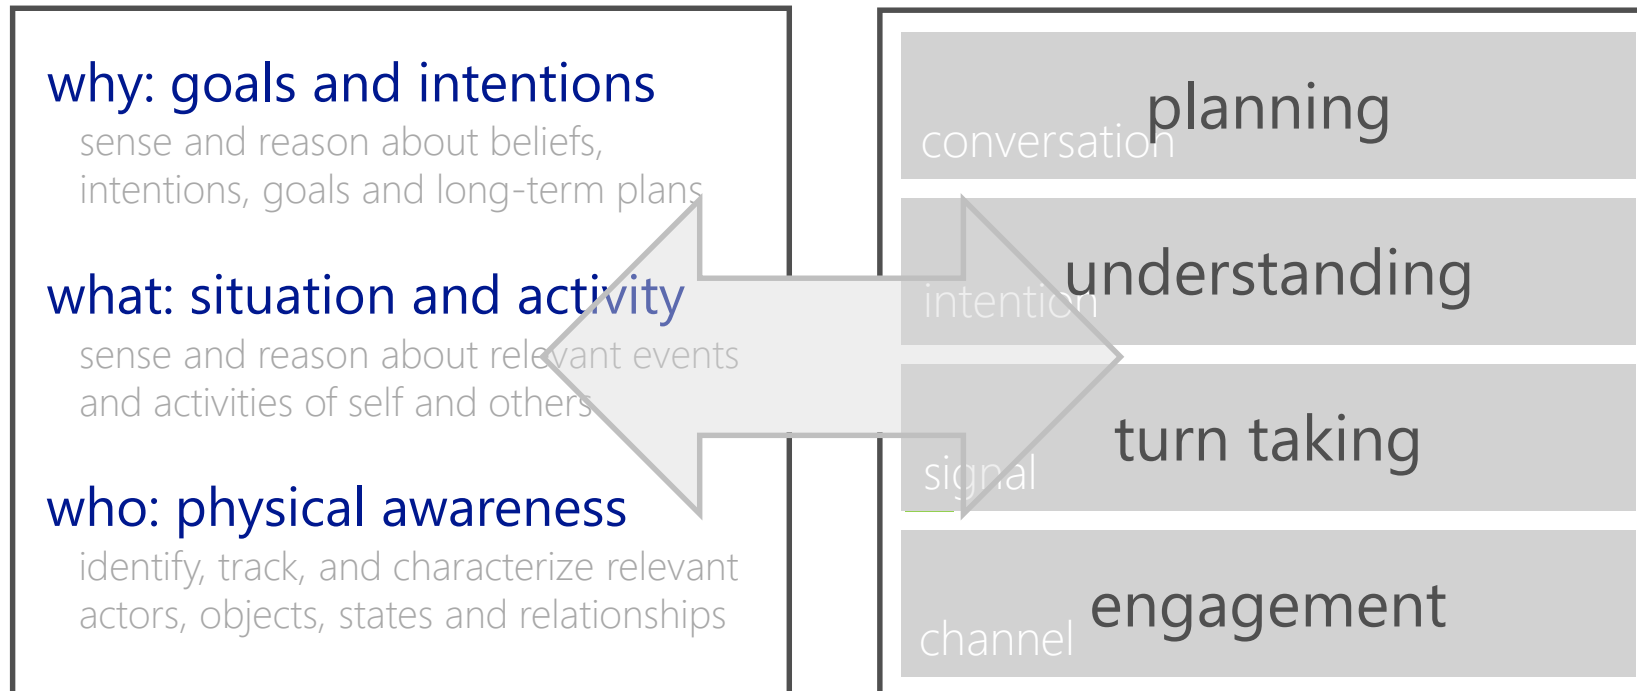 why: goals and intentions
sense and reason about beliefs,
intentions, goals and long-term plans
what: situation and activity
sense and reason about relevant events
and activities of self and others
who: physical awareness
identify, track, and characterize relevant
actors, objects, states and relationships
planning
conversation
understanding
intention
turn taking
signal
engagement
channel